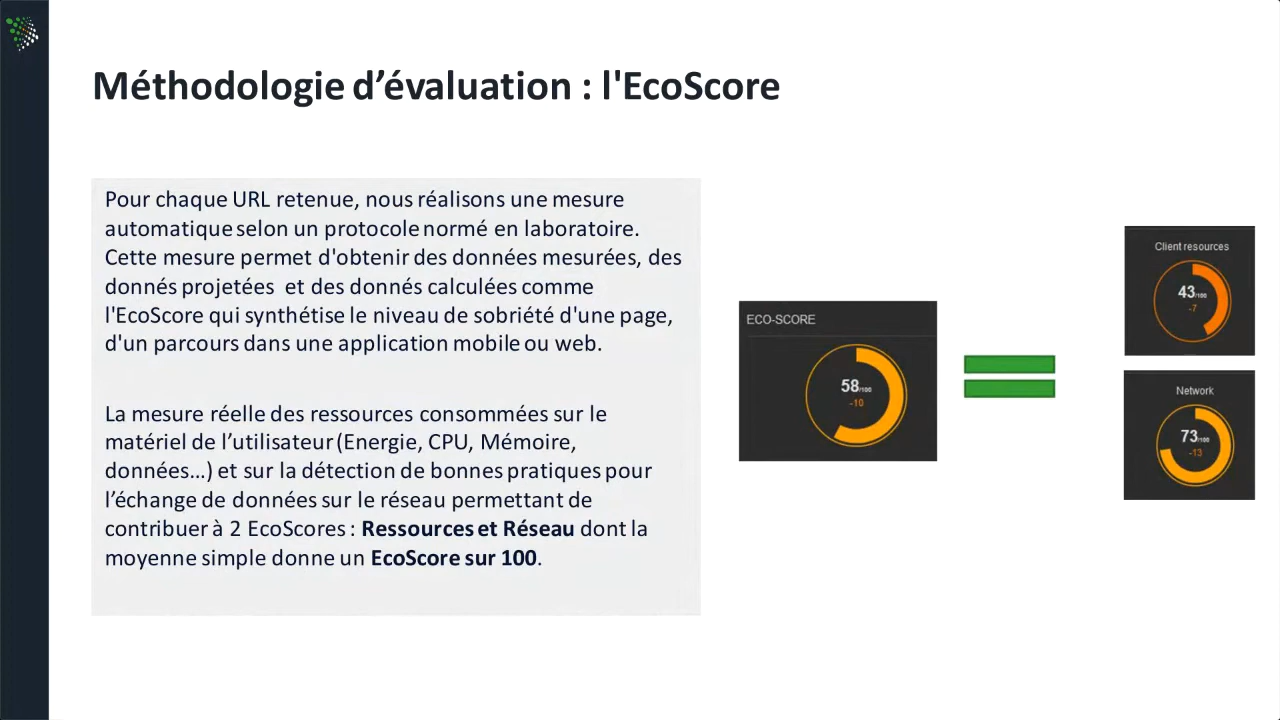 Méthodologie d’évaluation : l'EcoScore
Pour chaque URL retenue, nous réalisons une mesure
automatique selon un protocole normé en laboratoire.
Cette mesure permet d'obtenir des données mesurées, des
donnés projetées et des donnés calculées comme
l'EcoScore qui synthétise le niveau de sobriété d'une page,
d'un parcours dans une application mobile ou web.
La mesure réelle des ressources consommées sur le
matériel de l’utilisateur (Energie, CPU, Mémoire,
données…) et sur la détection de bonnes pratiques pour
l’échange de données sur le réseau permettant de
contribuer à 2 EcoScores : Ressources et Réseau dont la
moyenne simple donne un EcoScore sur 100.
ECO-SCORE
58/100
-10
Client resources
43/100
-7
Network
73/100
-13